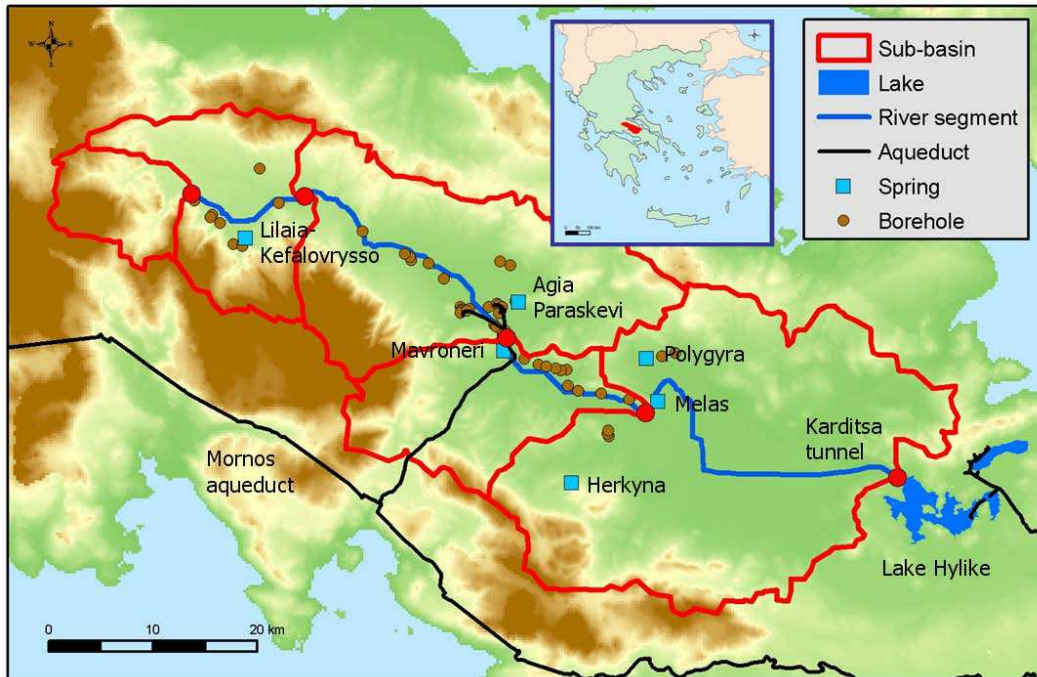 N
W
E
S
Sub-basin
Lake
River segment
Aqueduct
Spring
Borehole
Lilaia-
Kefalovrysso
Agia
Paraskevi
Mavroneri
Polygyra
Melas
Karditsa
tunnel
Mornos
aqueduct
Herkyna
Lake Hylike
0
10
20 km